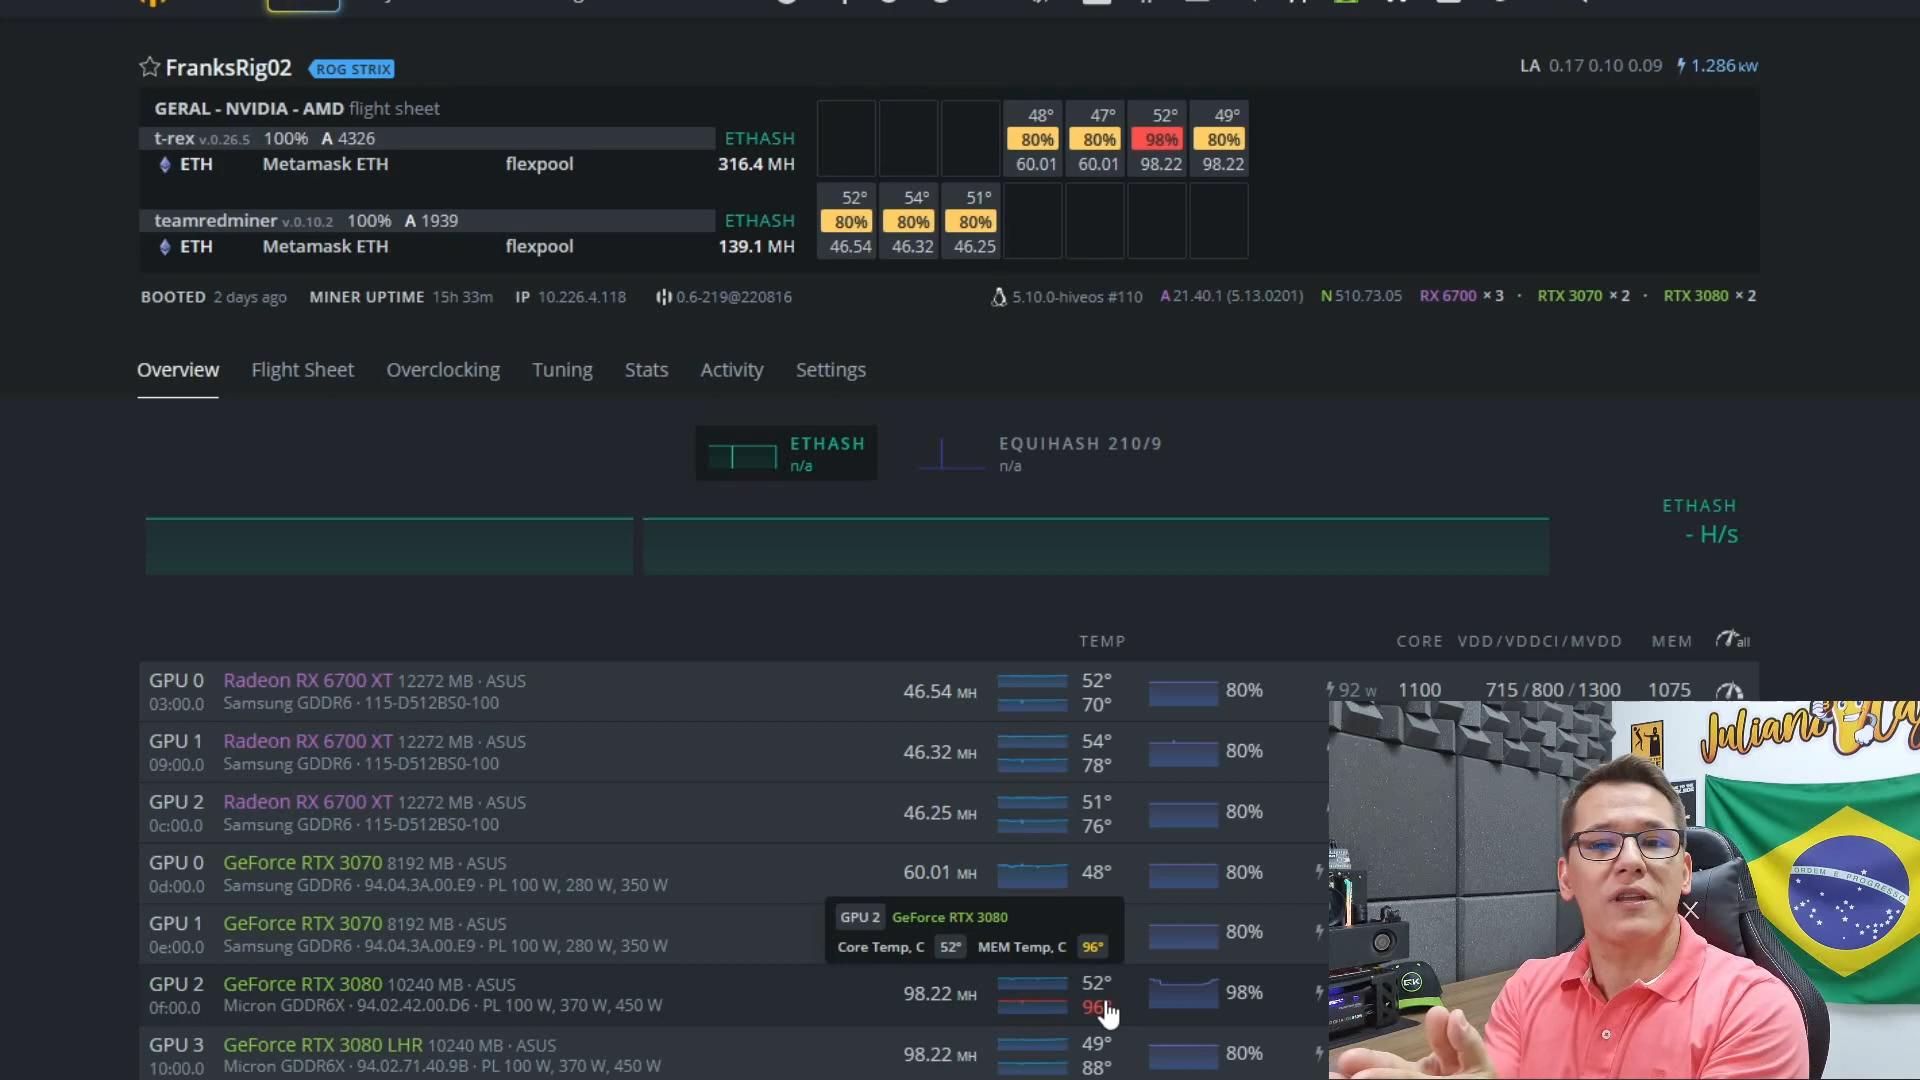 FranksRig02 ROG STRIX
LA 0.17 0.10 0.09 1.286 kW
GERAL - NVIDIA - AMD flight sheet
t-rex v.0.26.5 100% A 4326 ETHASH
ETH Metamask ETH flexpool 316.4 MH
48° 47° 52° 49°
80% 80% 98% 80%
60.01 60.01 98.22 98.22
teamredminer v.0.10.2 100% A 1939 ETHASH
ETH Metamask ETH flexpool 139.1 MH
52° 54° 51°
80% 80% 80%
46.54 46.32 46.25
BOOTED 2 days ago MINER UPTIME 15h 33m IP 10.226.4.118 0.6-219@220816
5.10.0-hiveos #110 A 21.40.1 (5.13.0201) N 510.73.05 RX 6700 × 3 · RTX 3070 × 2 · RTX 3080 × 2
Overview Flight Sheet Overclocking Tuning Stats Activity Settings
ETHASH
n/a
EQUIHASH 210/9
n/a
ETHASH
- H/s
TEMP CORE VDD/VDDCI/MVDD MEM all
GPU 0 Radeon RX 6700 XT 12272 MB · ASUS
03:00.0 Samsung GDDR6 · 115-D512BS0-100
46.54 MH 52° 70° 80% 92 W 1100 715 / 800 / 1300 1075
GPU 1 Radeon RX 6700 XT 12272 MB · ASUS
09:00.0 Samsung GDDR6 · 115-D512BS0-100
46.32 MH 54° 78° 80%
GPU 2 Radeon RX 6700 XT 12272 MB · ASUS
0c:00.0 Samsung GDDR6 · 115-D512BS0-100
46.25 MH 51° 76° 80%
GPU 0 GeForce RTX 3070 8192 MB · ASUS
0d:00.0 Samsung GDDR6 · 94.04.3A.00.E9 · PL 100 W, 280 W, 350 W
60.01 MH 48° 80%
GPU 1 GeForce RTX 3070 8192 MB · ASUS
0e:00.0 Samsung GDDR6 · 94.04.3A.00.E9 · PL 100 W, 280 W, 350 W
80%
GPU 2 GeForce RTX 3080
Core Temp, C 52° MEM Temp, C 96°
GPU 2 GeForce RTX 3080 10240 MB · ASUS
0f:00.0 Micron GDDR6X · 94.02.42.00.D6 · PL 100 W, 370 W, 450 W
98.22 MH 52° 96 98%
GPU 3 GeForce RTX 3080 LHR 10240 MB · ASUS
10:00.0 Micron GDDR6X · 94.02.71.40.9B · PL 100 W, 370 W, 450 W
98.22 MH 49° 88° 80%
Juliano
ORDEM E PROGRESSO